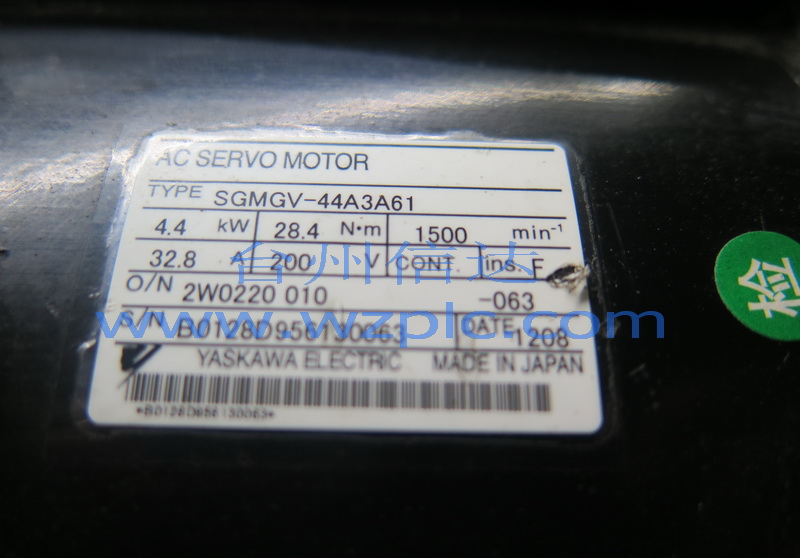 AC SERVO MOTOR
TYPE SGMGV-44A3A61
4.4 kW 28.4 N·m 1500 min⁻¹
32.8 A 200 V CONT. ins. F
台州信达
O/N 2W0220 010 -063
www.wzplc.com
S/N B0128D956130063 DATE 1208
YASKAWA ELECTRIC MADE IN JAPAN
*B0128D956130063*
检